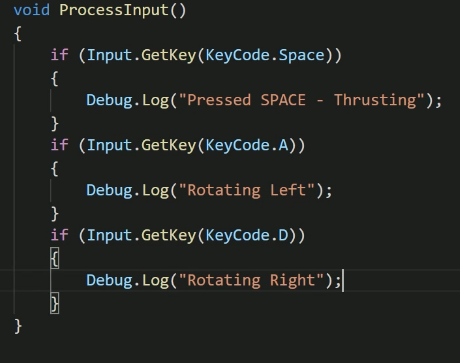 void ProcessInput()
{
    if (Input.GetKey(KeyCode.Space))
    {
        Debug.Log("Pressed SPACE - Thrusting");
    }
    if (Input.GetKey(KeyCode.A))
    {
        Debug.Log("Rotating Left");
    }
    if (Input.GetKey(KeyCode.D))
    {
        Debug.Log("Rotating Right");
    }
}